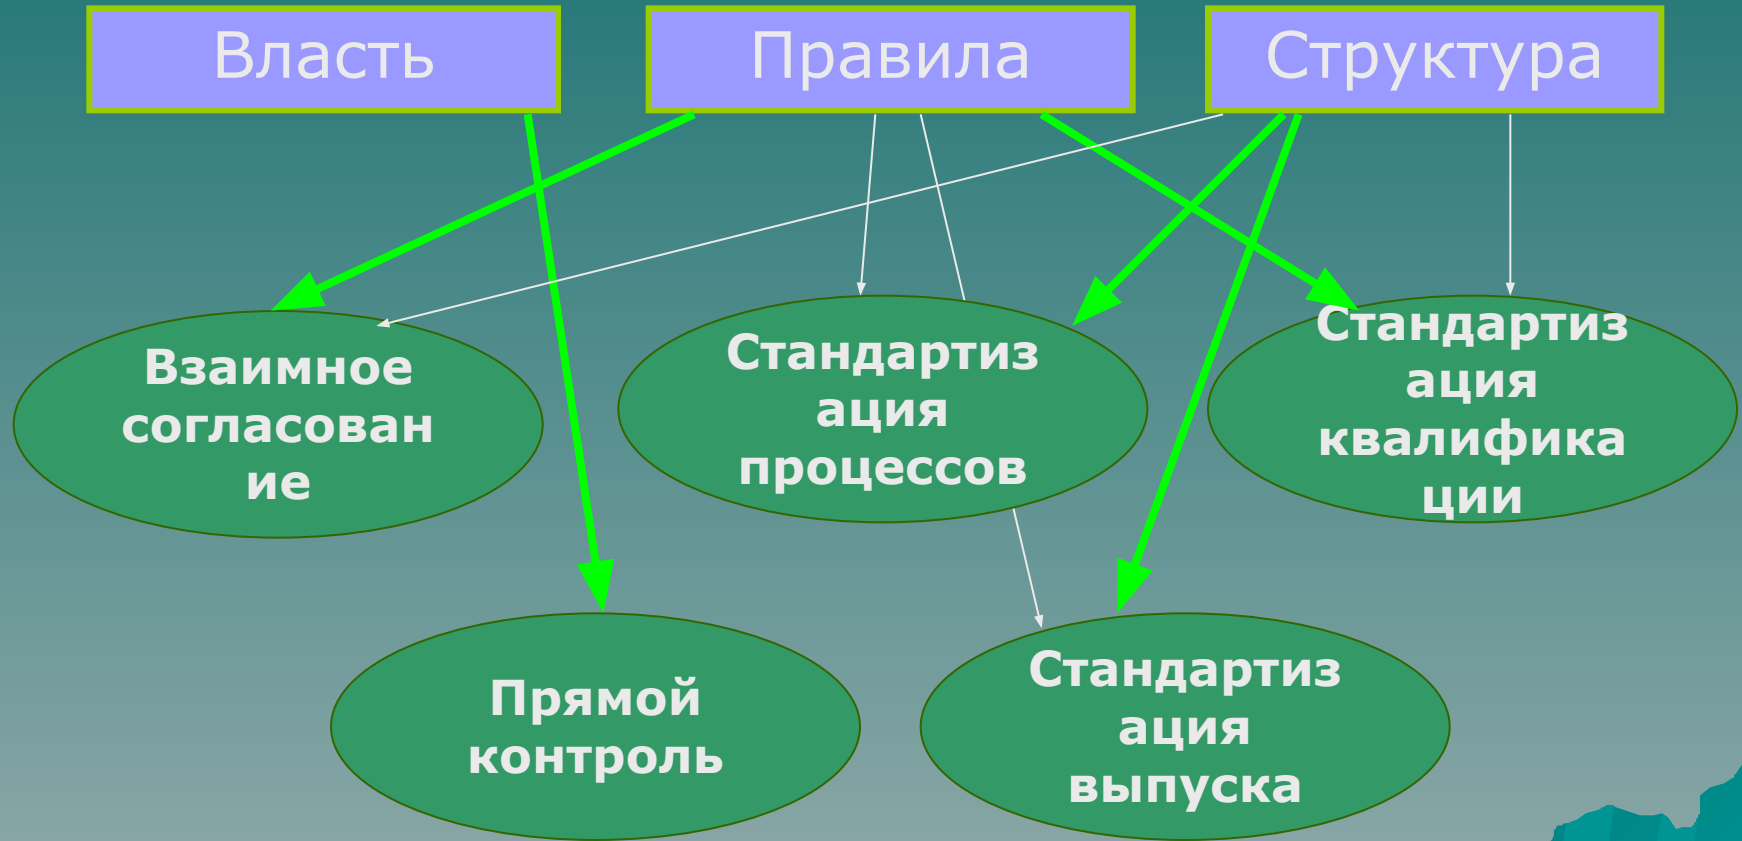 Власть
Правила
Структура
Взаимное
согласован
ие
Стандартиз
ация
процессов
Стандартиз
ация
квалифика
ции
Прямой
контроль
Стандартиз
ация
выпуска